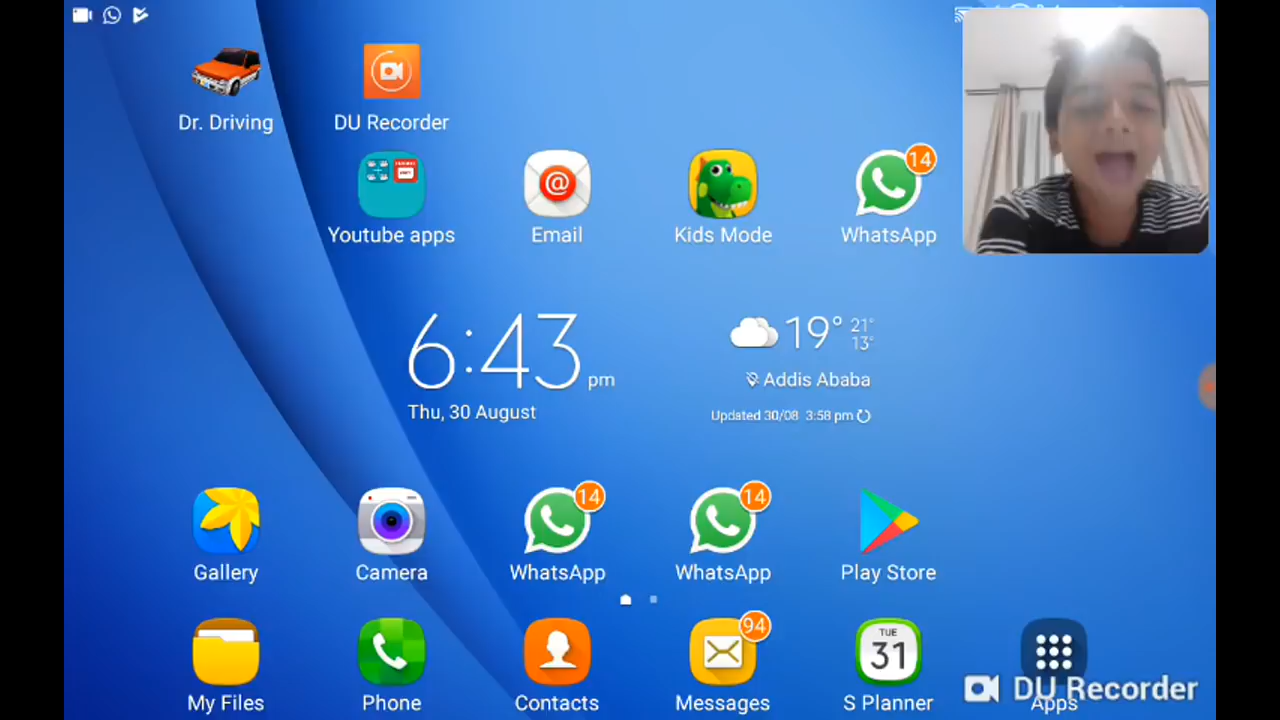 Dr. Driving
DU Recorder
14
Youtube apps
Email
Kids Mode
WhatsApp
6:43 pm
19° 21° 13°
Thu, 30 August
Addis Ababa
Updated 30/08 3:58 pm
14
14
Gallery
Camera
WhatsApp
WhatsApp
Play Store
94
TUE
31
My Files
Phone
Contacts
Messages
S Planner
Apps
DU Recorder